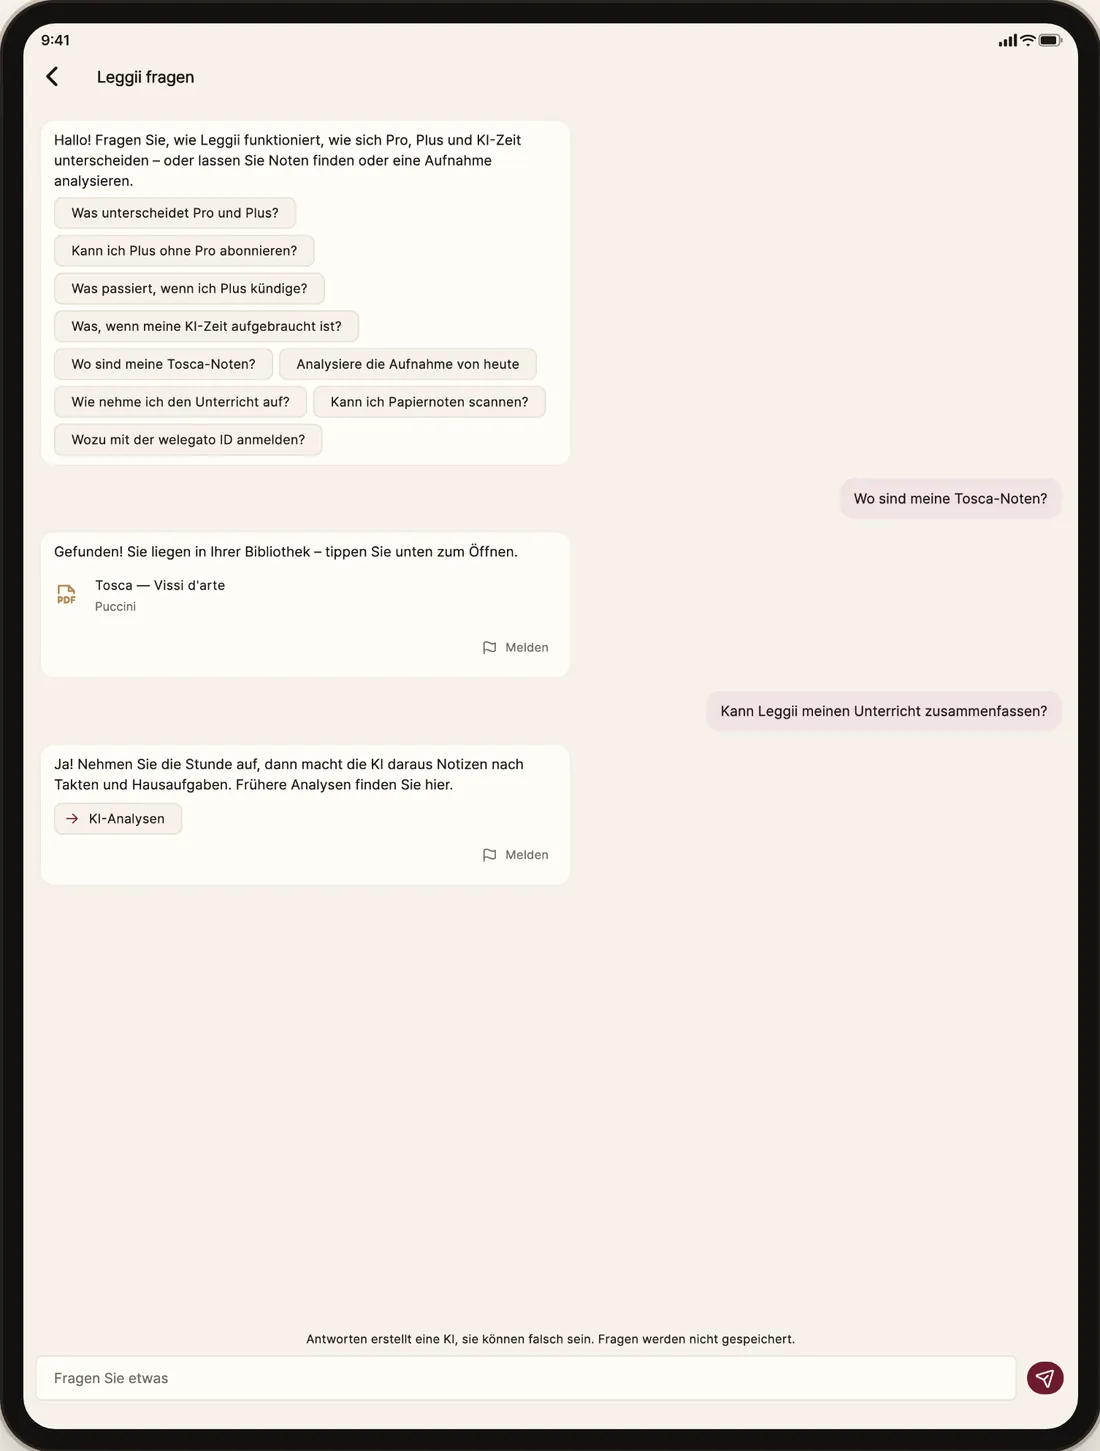 9:41
Leggii fragen
Hallo! Fragen Sie, wie Leggii funktioniert, wie sich Pro, Plus und KI-Zeit
unterscheiden – oder lassen Sie Noten finden oder eine Aufnahme
analysieren.
Was unterscheidet Pro und Plus?
Kann ich Plus ohne Pro abonnieren?
Was passiert, wenn ich Plus kündige?
Was, wenn meine KI-Zeit aufgebraucht ist?
Wo sind meine Tosca-Noten? Analysiere die Aufnahme von heute
Wie nehme ich den Unterricht auf? Kann ich Papiernoten scannen?
Wozu mit der welegato ID anmelden?
Wo sind meine Tosca-Noten?
Gefunden! Sie liegen in Ihrer Bibliothek – tippen Sie unten zum Öffnen.
PDF
Tosca — Vissi d'arte
Puccini
Melden
Kann Leggii meinen Unterricht zusammenfassen?
Ja! Nehmen Sie die Stunde auf, dann macht die KI daraus Notizen nach
Takten und Hausaufgaben. Frühere Analysen finden Sie hier.
→ KI-Analysen
Melden
Antworten erstellt eine KI, sie können falsch sein. Fragen werden nicht gespeichert.
Fragen Sie etwas